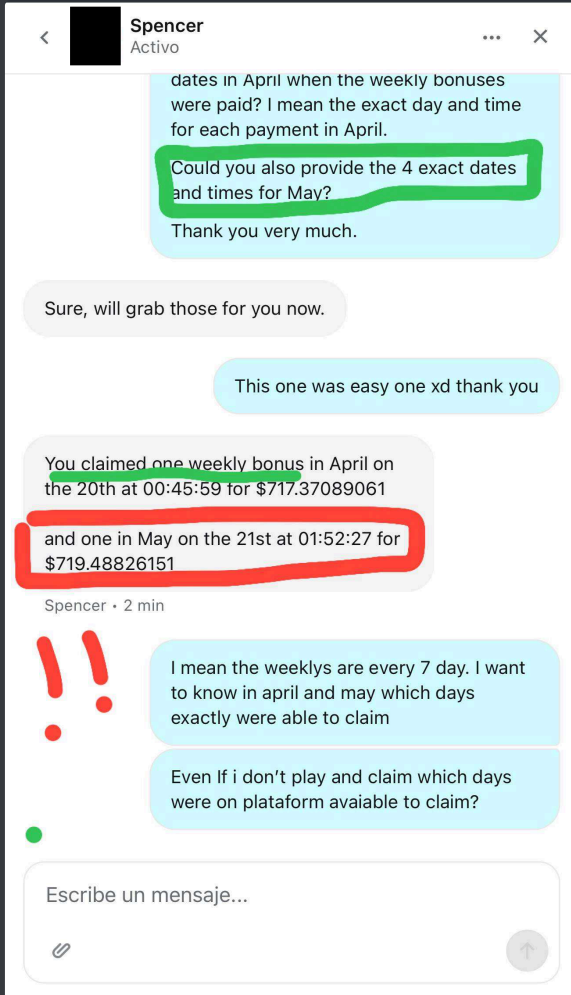 Spencer
Activo
dates in April when the weekly bonuses
were paid? I mean the exact day and time
for each payment in April.
Could you also provide the 4 exact dates
and times for May?
Thank you very much.
Sure, will grab those for you now.
This one was easy one xd thank you
You claimed one weekly bonus in April on
the 20th at 00:45:59 for $717.37089061
and one in May on the 21st at 01:52:27 for
$719.48826151
Spencer • 2 min
!!
I mean the weeklys are every 7 day. I want
to know in april and may which days
exactly were able to claim
Even If i don’t play and claim which days
were on plataform avaiable to claim?
Escribe un mensaje...